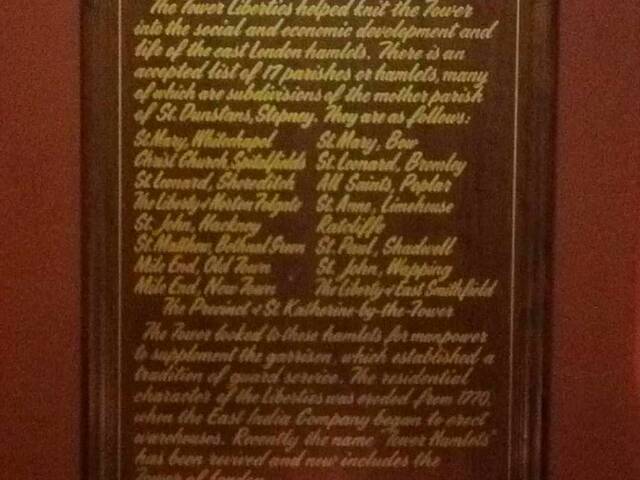 The Tower Liberties helped knit the Tower
into the social and economic development and
life of the east London hamlets. There is an
accepted list of 17 parishes or hamlets, many
of which are subdivisions of the mother parish
of St. Dunstans, Stepney. They are as follows:
St. Mary, Whitechapel St. Mary, Bow
Christ Church, Spitalfields St. Leonard, Bromley
St. Leonard, Shoreditch All Saints, Poplar
The Liberty of Norton Folgate St. Anne, Limehouse
St. John, Hackney Ratcliffe
St. Matthew, Bethnal Green St. Paul, Shadwell
Mile End, Old Town St. John, Wapping
Mile End, New Town The Liberty of East Smithfield
The Precinct of St. Katherine-by-the-Tower
The Tower looked to these hamlets for manpower
to supplement the garrison, which established a
tradition of guard service. The residential
character of the Liberties was eroded from 1770,
when the East India Company began to erect
warehouses. Recently the name "Tower Hamlets"
has been revived and now includes the
Tower of London